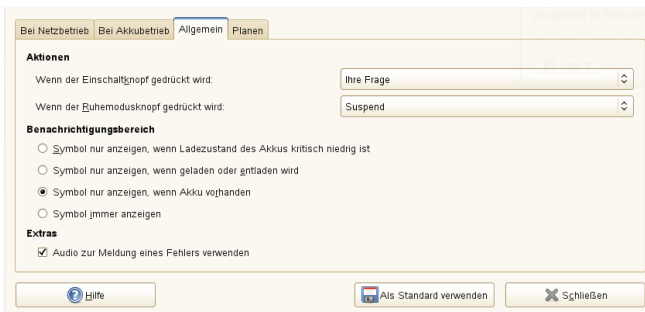 Bei Netzbetrieb Bei Akkubetrieb Allgemein Planen
Aktionen
Wenn der Einschaltknopf gedrückt wird: Ihre Frage
Wenn der Ruhemodusknopf gedrückt wird: Suspend
Benachrichtigungsbereich
Symbol nur anzeigen, wenn Ladezustand des Akkus kritisch niedrig ist
Symbol nur anzeigen, wenn geladen oder entladen wird
Symbol nur anzeigen, wenn Akku vorhanden
Symbol immer anzeigen
Extras
Audio zur Meldung eines Fehlers verwenden
Hilfe Als Standard verwenden Schließen